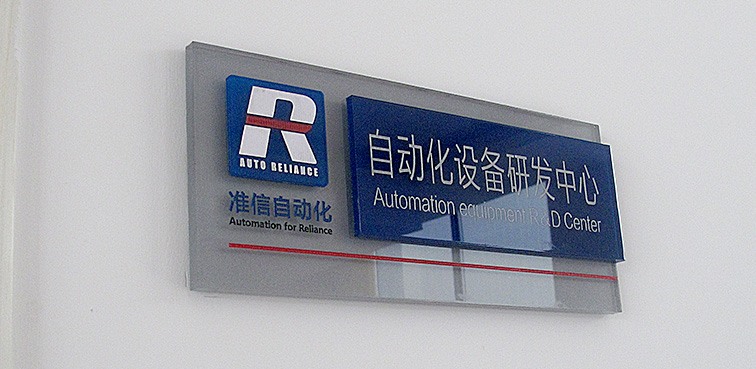 R
AUTO RELIANCE
准信自动化
Automation for Reliance
自动化设备研发中心
Automation equipment R&D Center